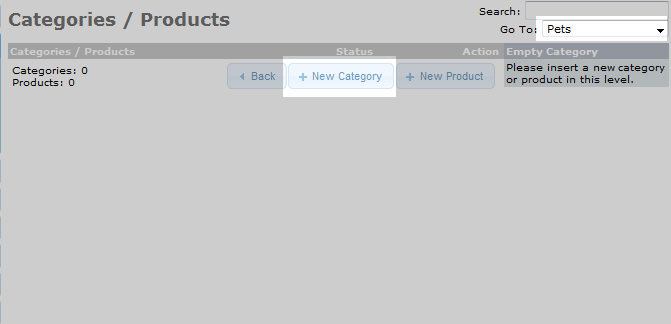 Categories / Products
Search:
Go To: Pets
Categories / Products Status Action Empty Category
Categories: 0
Products: 0
Back + New Category + New Product
Please insert a new category
or product in this level.